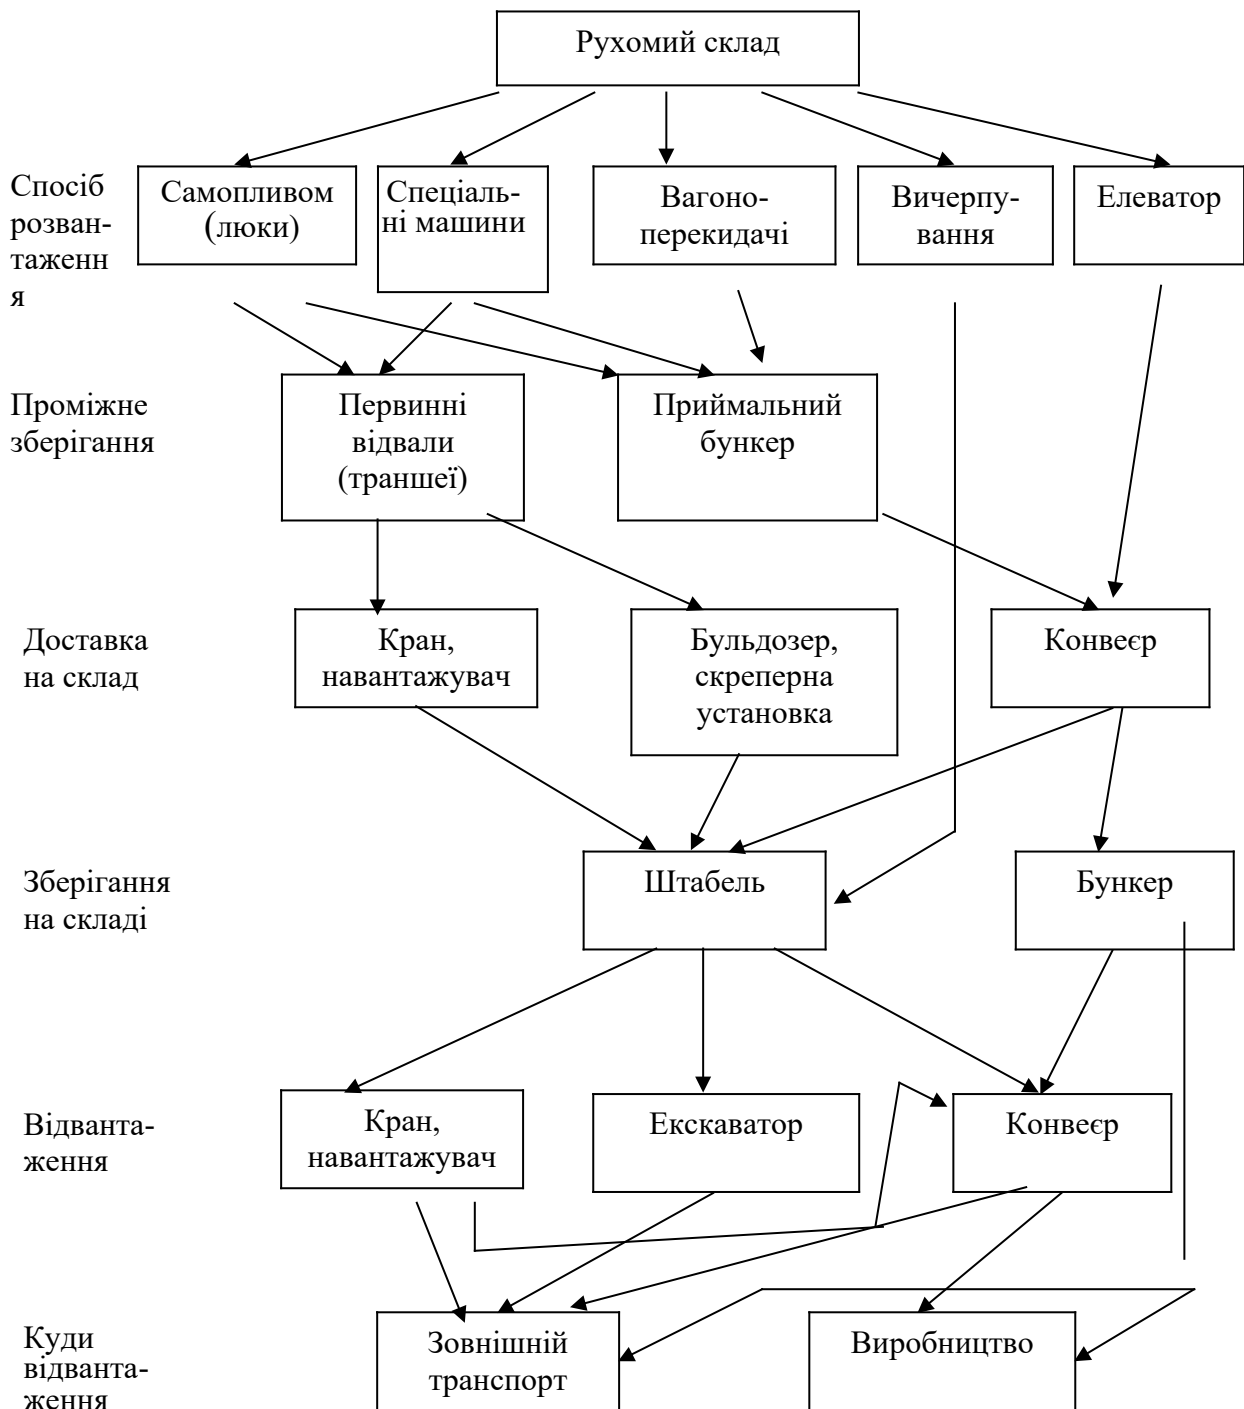 Рухомий склад
Спосіб
розван-
таженн
я
Самопливом
(люки)
Спеціаль-
ні машини
Вагоно-
перекидачі
Вичерпу-
вання
Елеватор
Проміжне
зберігання
Первинні
відвали
(траншеї)
Приймальний
бункер
Доставка
на склад
Кран,
навантажувач
Бульдозер,
скреперна
установка
Конвеєр
Зберігання
на складі
Штабель
Бункер
Відванта-
ження
Кран,
навантажувач
Екскаватор
Конвеєр
Куди
відванта-
ження
Зовнішній
транспорт
Виробництво